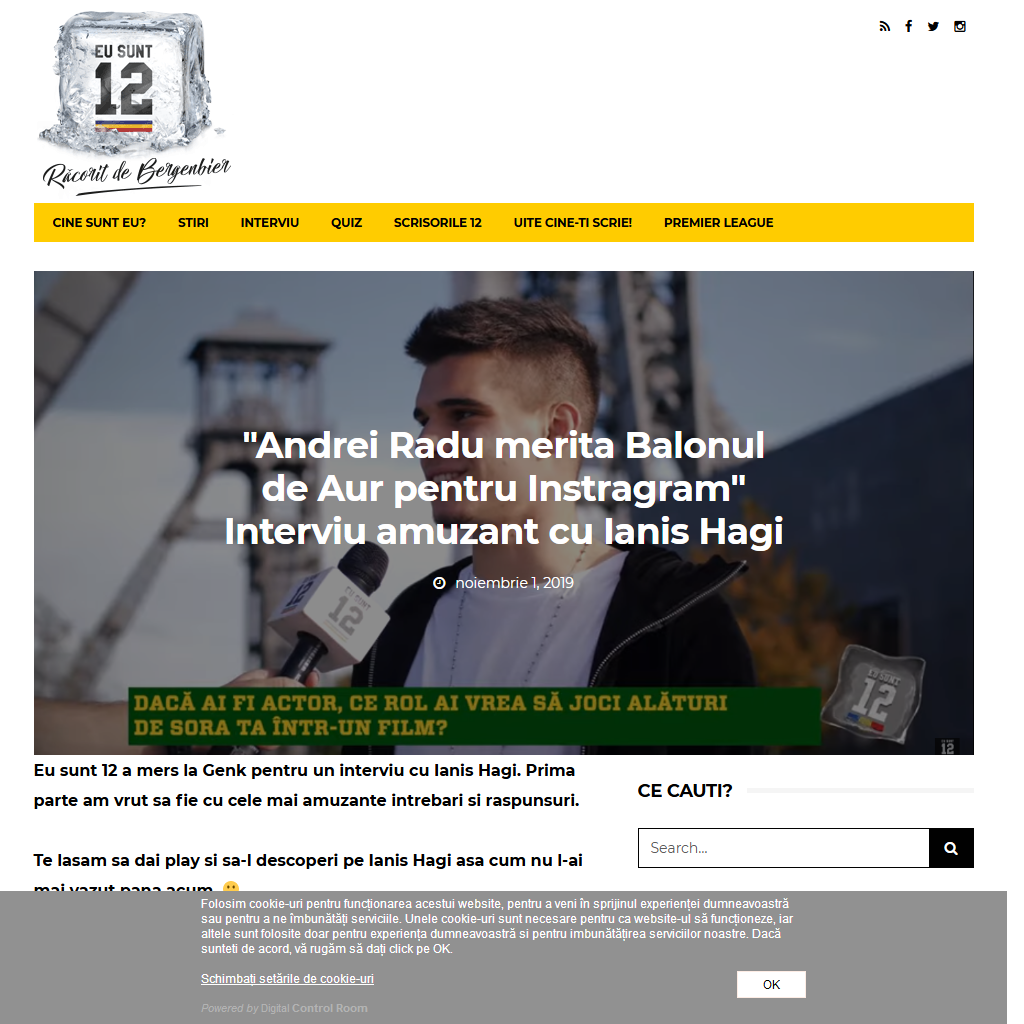 EU SUNT
12
Răcorit de Bergenbier
CINE SUNT EU? STIRI INTERVIU QUIZ SCRISORILE 12 UITE CINE-TI SCRIE! PREMIER LEAGUE
"Andrei Radu merita Balonul
de Aur pentru Instragram"
Interviu amuzant cu Ianis Hagi
noiembrie 1, 2019
EU SUNT
12
EU SUNT
12
DACĂ AI FI ACTOR, CE ROL AI VREA SĂ JOCI ALĂTURI
DE SORA TA ÎNTR-UN FILM?
12
Eu sunt 12 a mers la Genk pentru un interviu cu Ianis Hagi. Prima
parte am vrut sa fie cu cele mai amuzante intrebari si raspunsuri.
Te lasam sa dai play si sa-l descoperi pe Ianis Hagi asa cum nu l-ai
mai vazut pana acum. 🙂
CE CAUTI?
Search...
Folosim cookie-uri pentru funcționarea acestui website, pentru a veni în sprijinul experienței dumneavoastră
sau pentru a ne îmbunătăți serviciile. Unele cookie-uri sunt necesare pentru ca website-ul să funcționeze, iar
altele sunt folosite doar pentru experiența dumneavoastră si pentru imbunătățirea serviciilor noastre. Dacă
sunteti de acord, vă rugăm să dați click pe OK.
Schimbați setările de cookie-uri
OK
Powered by Digital Control Room